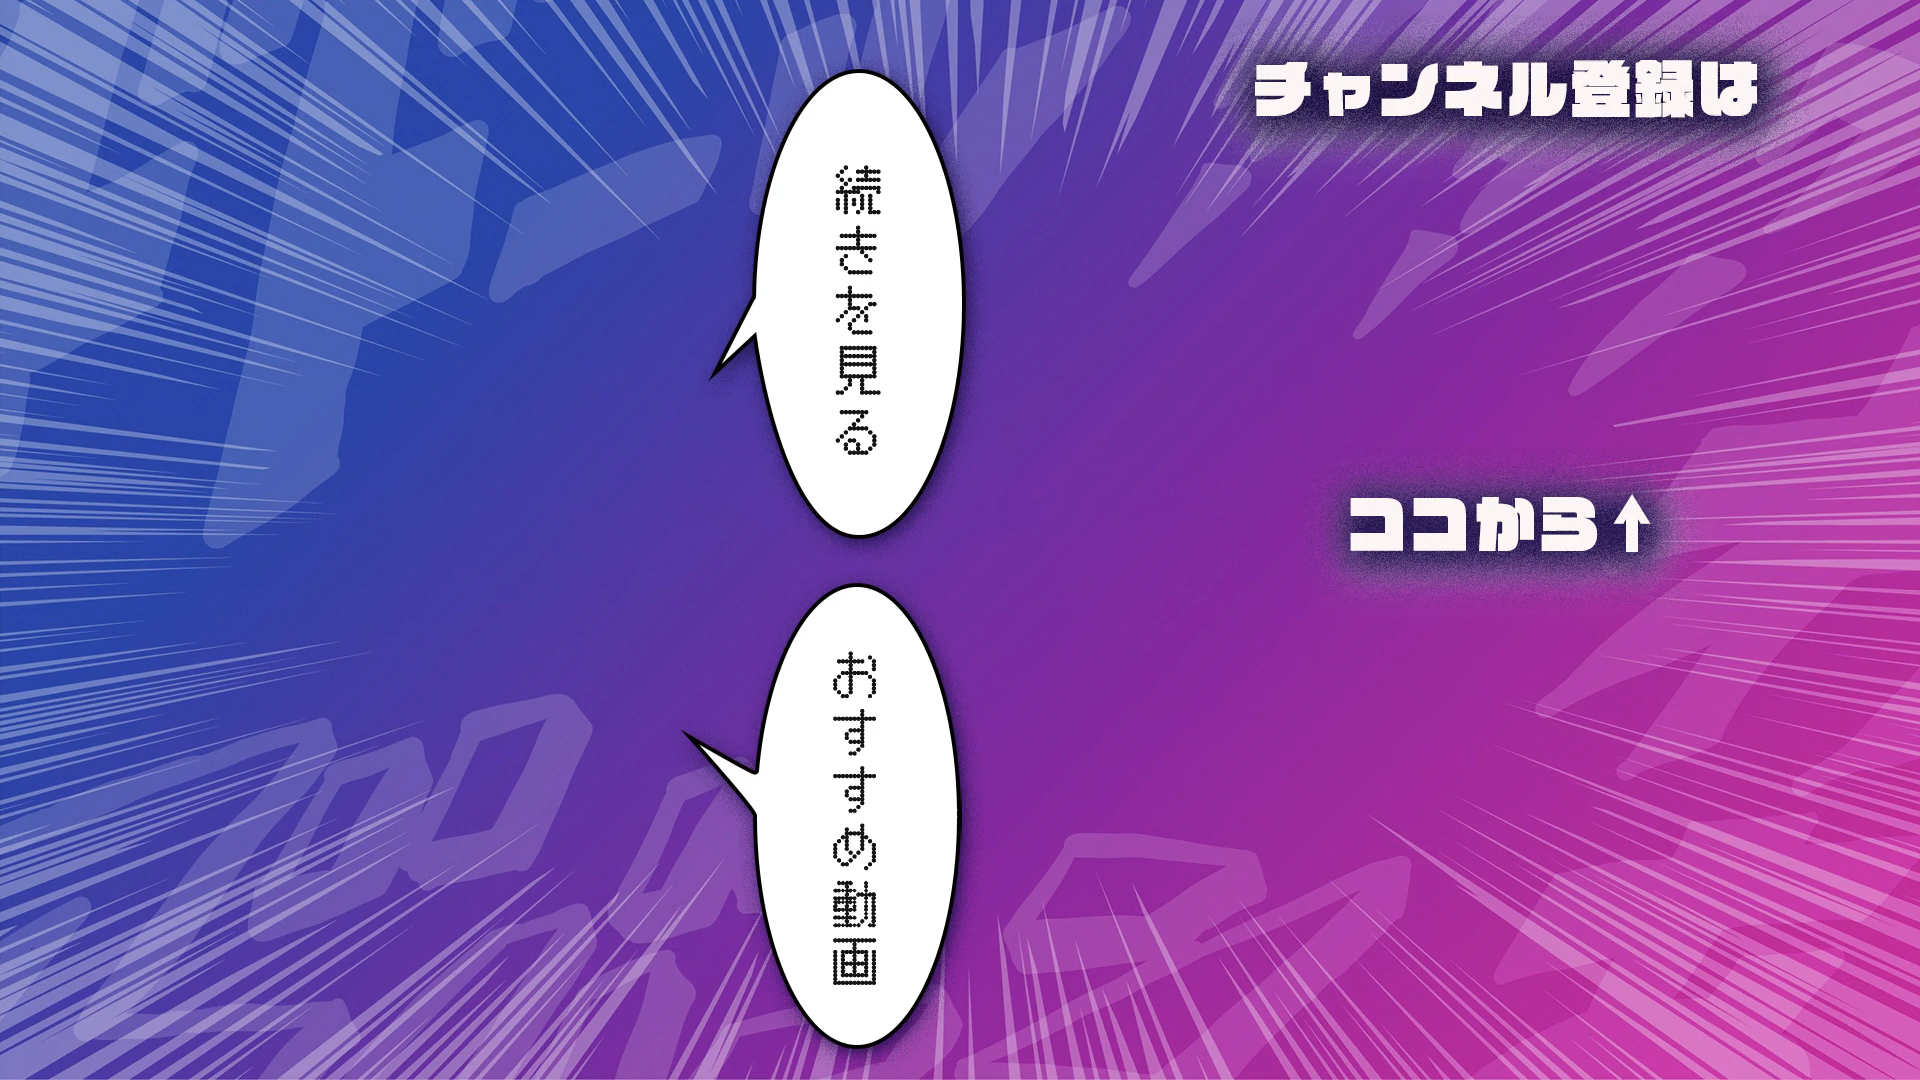 チャンネル登録は
ココから↑
続きを見る
おすすめ動画